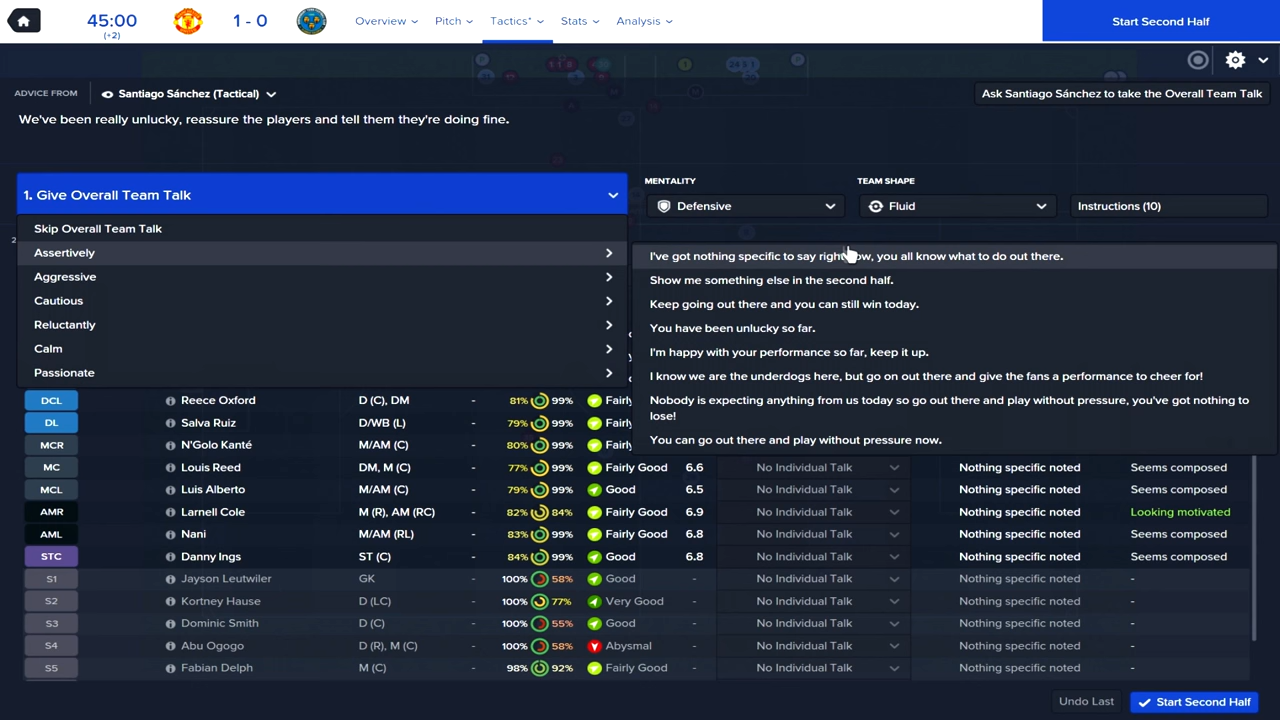 45:00
(+2)
1 - 0
Overview
Pitch
Tactics*
Stats
Analysis
Start Second Half
ADVICE FROM
Santiago Sánchez (Tactical)
Ask Santiago Sánchez to take the Overall Team Talk
We've been really unlucky, reassure the players and tell them they're doing fine.
1. Give Overall Team Talk
MENTALITY
TEAM SHAPE
Defensive
Fluid
Instructions (10)
Skip Overall Team Talk
2
Assertively
Aggressive
Cautious
Reluctantly
Calm
Passionate
I've got nothing specific to say right now, you all know what to do out there.
Show me something else in the second half.
Keep going out there and you can still win today.
You have been unlucky so far.
I'm happy with your performance so far, keep it up.
I know we are the underdogs here, but go on out there and give the fans a performance to cheer for!
Nobody is expecting anything from us today so go out there and play without pressure, you've got nothing to
lose!
You can go out there and play without pressure now.
DCL Reece Oxford D (C), DM - 81% 99% Fairly
DL Salva Ruiz D/WB (L) - 79% 99% Fairly
MCR N'Golo Kanté M/AM (C) - 80% 99% Fairly
MC Louis Reed DM, M (C) - 77% 99% Fairly Good 6.6 No Individual Talk Nothing specific noted Seems composed
MCL Luis Alberto M/AM (C) - 79% 99% Good 6.5 No Individual Talk Nothing specific noted Seems composed
AMR Larnell Cole M (R), AM (RC) - 82% 84% Fairly Good 6.9 No Individual Talk Nothing specific noted Looking motivated
AML Nani M/AM (RL) - 83% 99% Fairly Good 6.8 No Individual Talk Nothing specific noted Seems composed
STC Danny Ings ST (C) - 84% 99% Good 6.8 No Individual Talk Nothing specific noted Seems composed
S1 Jayson Leutwiler GK - 100% 58% Good - No Individual Talk Nothing specific noted -
S2 Kortney Hause D (LC) - 100% 77% Very Good - No Individual Talk Nothing specific noted -
S3 Dominic Smith D (C) - 100% 55% Good - No Individual Talk Nothing specific noted -
S4 Abu Ogogo D (R), M (C) - 100% 58% Abysmal - No Individual Talk Nothing specific noted -
S5 Fabian Delph M (C) - 98% 92% Fairly Good - No Individual Talk Nothing specific noted -
Undo Last
Start Second Half